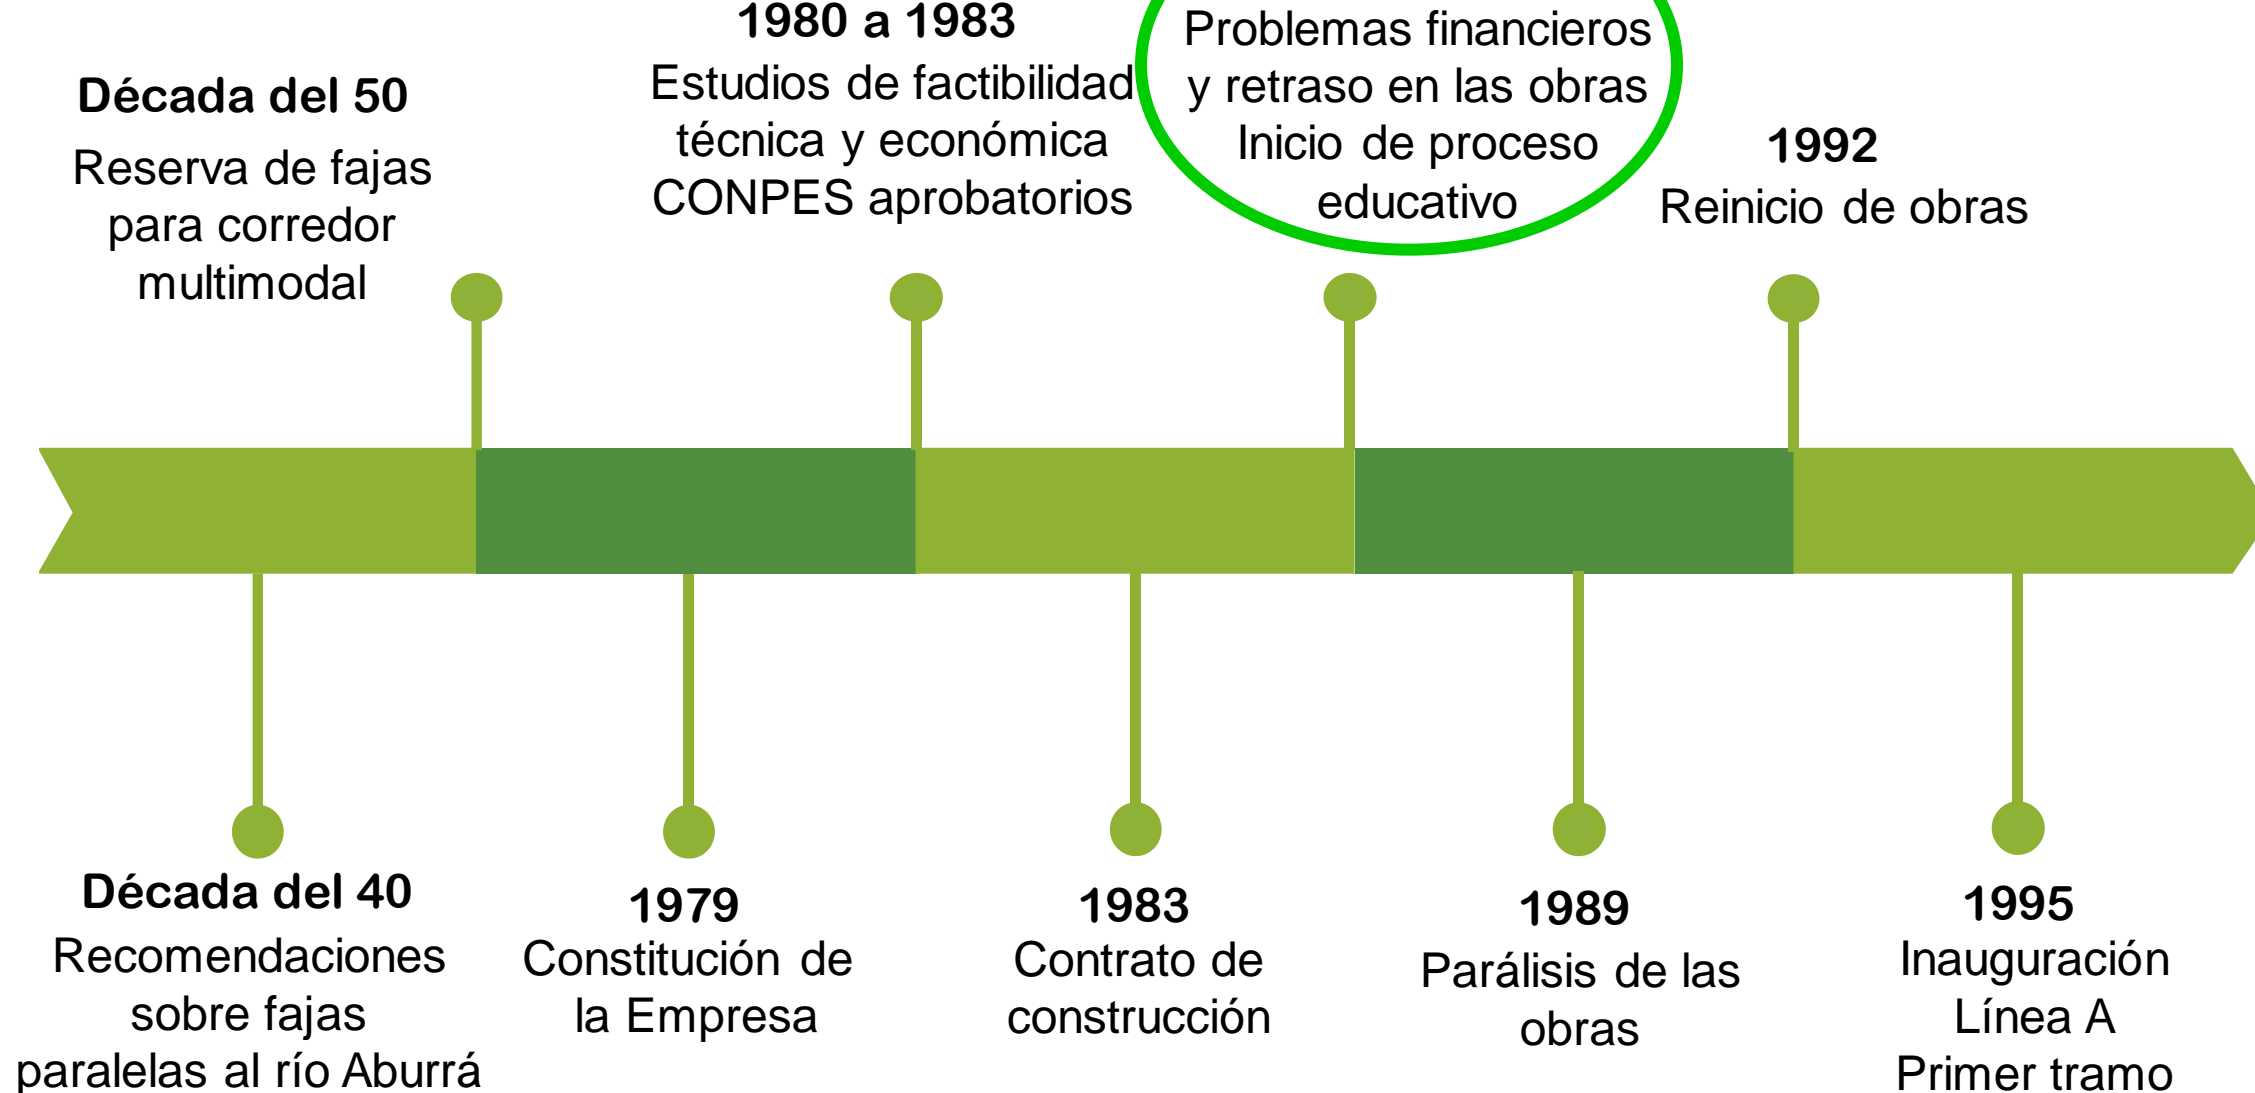 Década del 50
Reserva de fajas
para corredor
multimodal
1980 a 1983
Estudios de factibilidad
técnica y económica
CONPES aprobatorios
Problemas financieros
y retraso en las obras
Inicio de proceso
educativo
1992
Reinicio de obras
Década del 40
Recomendaciones
sobre fajas
paralelas al río Aburrá
1979
Constitución de
la Empresa
1983
Contrato de
construcción
1989
Parálisis de las
obras
1995
Inauguración
Línea A
Primer tramo